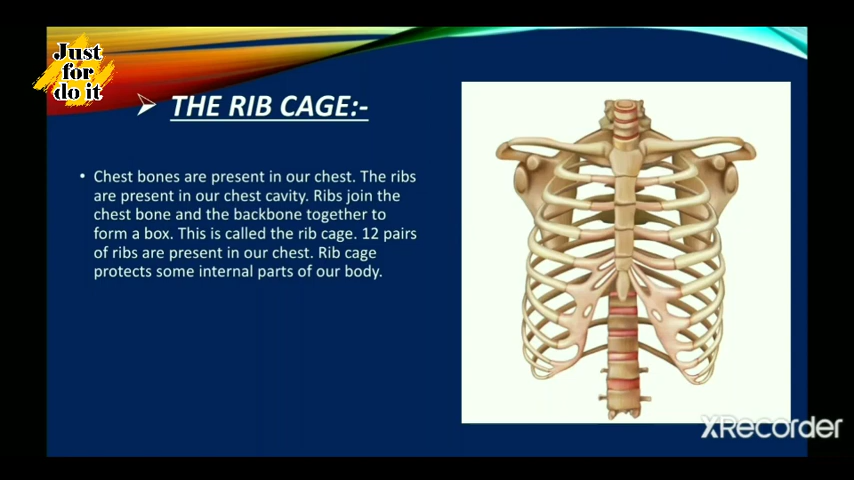 Just
for
do it
➤ THE RIB CAGE:-
• Chest bones are present in our chest. The ribs
are present in our chest cavity. Ribs join the
chest bone and the backbone together to
form a box. This is called the rib cage. 12 pairs
of ribs are present in our chest. Rib cage
protects some internal parts of our body.
XRecorder